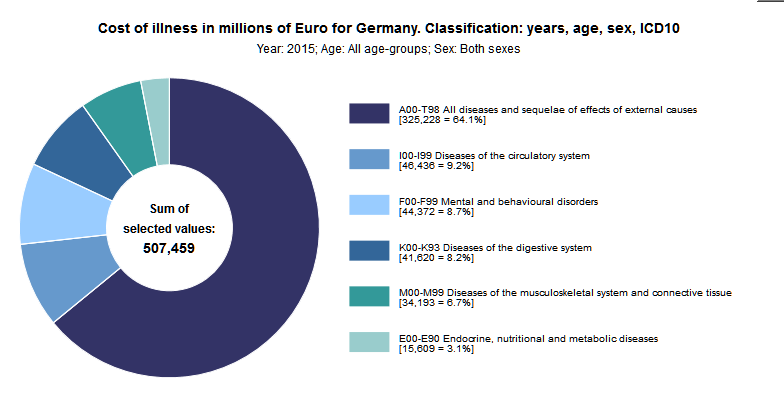 Cost of illness in millions of Euro for Germany. Classification: years, age, sex, ICD10
Year: 2015; Age: All age-groups; Sex: Both sexes
A00-T98 All diseases and sequelae of effects of external causes
[325,228 = 64.1%]
I00-I99 Diseases of the circulatory system
[46,436 = 9.2%]
F00-F99 Mental and behavioural disorders
[44,372 = 8.7%]
Sum of
selected values:
507,459
K00-K93 Diseases of the digestive system
[41,620 = 8.2%]
M00-M99 Diseases of the musculoskeletal system and connective tissue
[34,193 = 6.7%]
E00-E90 Endocrine, nutritional and metabolic diseases
[15,609 = 3.1%]